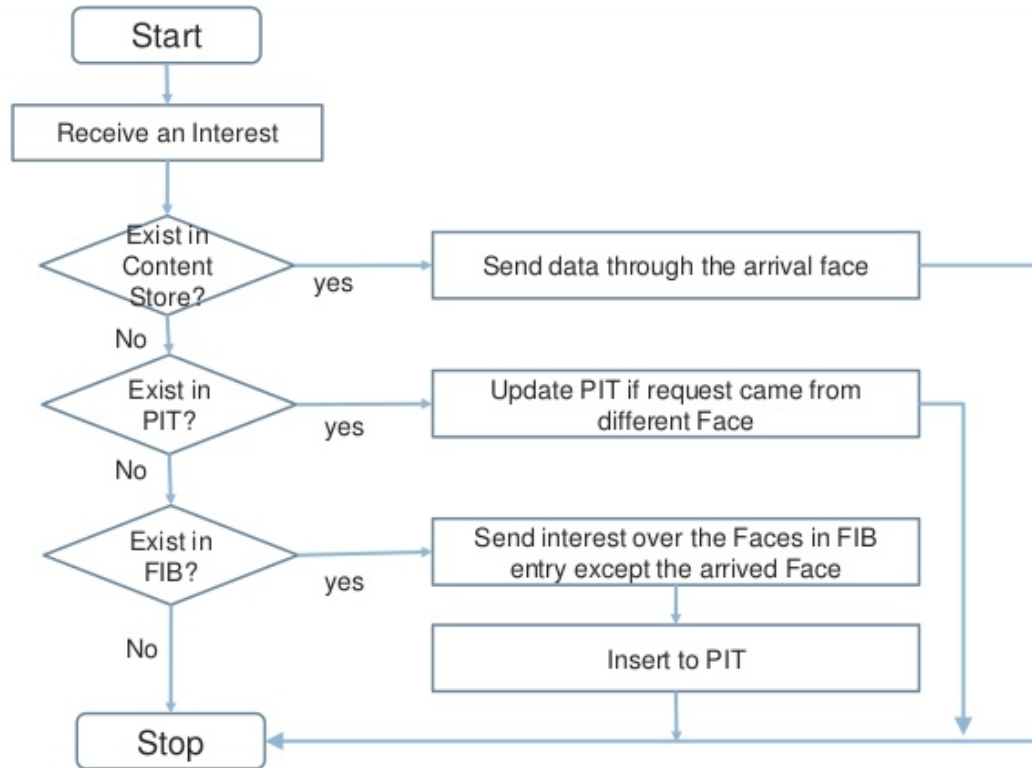 Start
Receive an Interest
Exist in
Content
Store?
yes
Send data through the arrival face
No
Exist in
PIT?
yes
Update PIT if request came from
different Face
No
Exist in
FIB?
yes
Send interest over the Faces in FIB
entry except the arrived Face
No
Insert to PIT
Stop